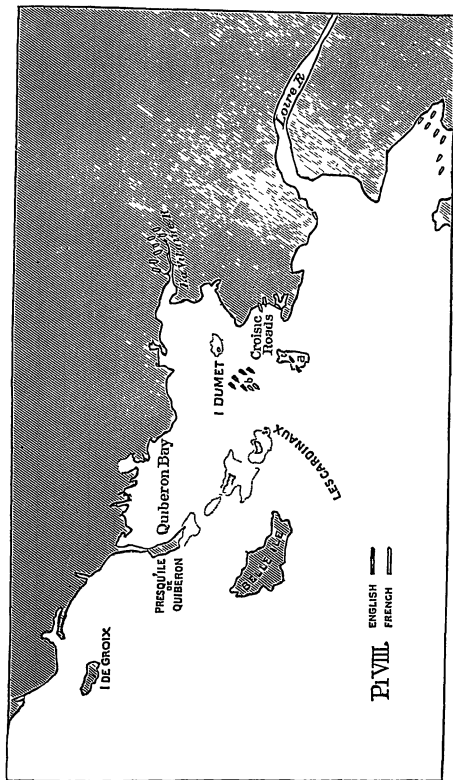 Loire R
Croisic
Roads
a
I DUMET
b
Quiberon Bay
PRESQU'ILE
DE
QUIBERON
LES CARDINAUX
BELLE ILE
I DE GROIX
Pl VIII.
ENGLISH
FRENCH